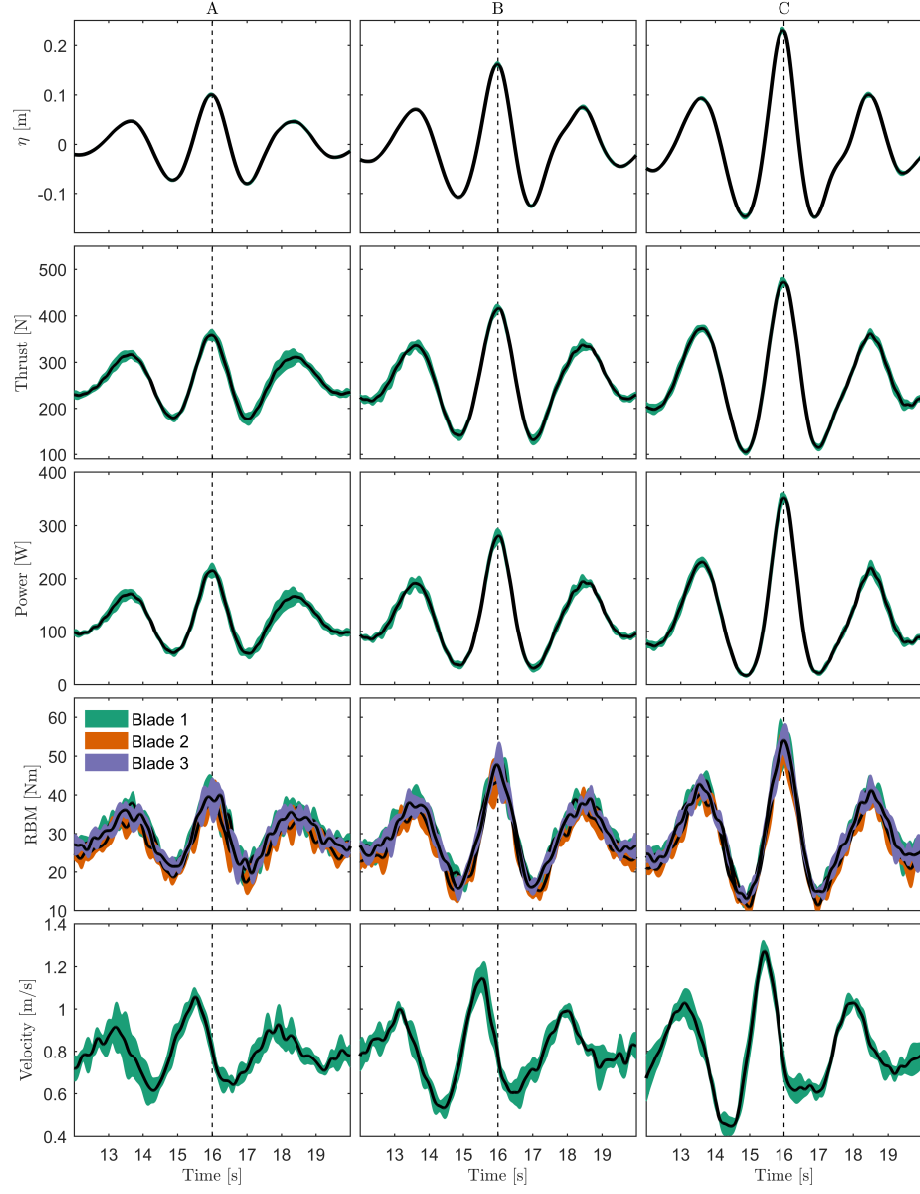 A B C
η [m]
0.2
0.1
0
-0.1
Thrust [N]
500
400
300
200
100
Power [W]
400
300
200
100
0
RBM [Nm]
60
50
40
30
20
10
Blade 1
Blade 2
Blade 3
Velocity [m/s]
1.4
1.2
1
0.8
0.6
0.4
13 14 15 16 17 18 19 13 14 15 16 17 18 19 13 14 15 16 17 18 19
Time [s] Time [s] Time [s]